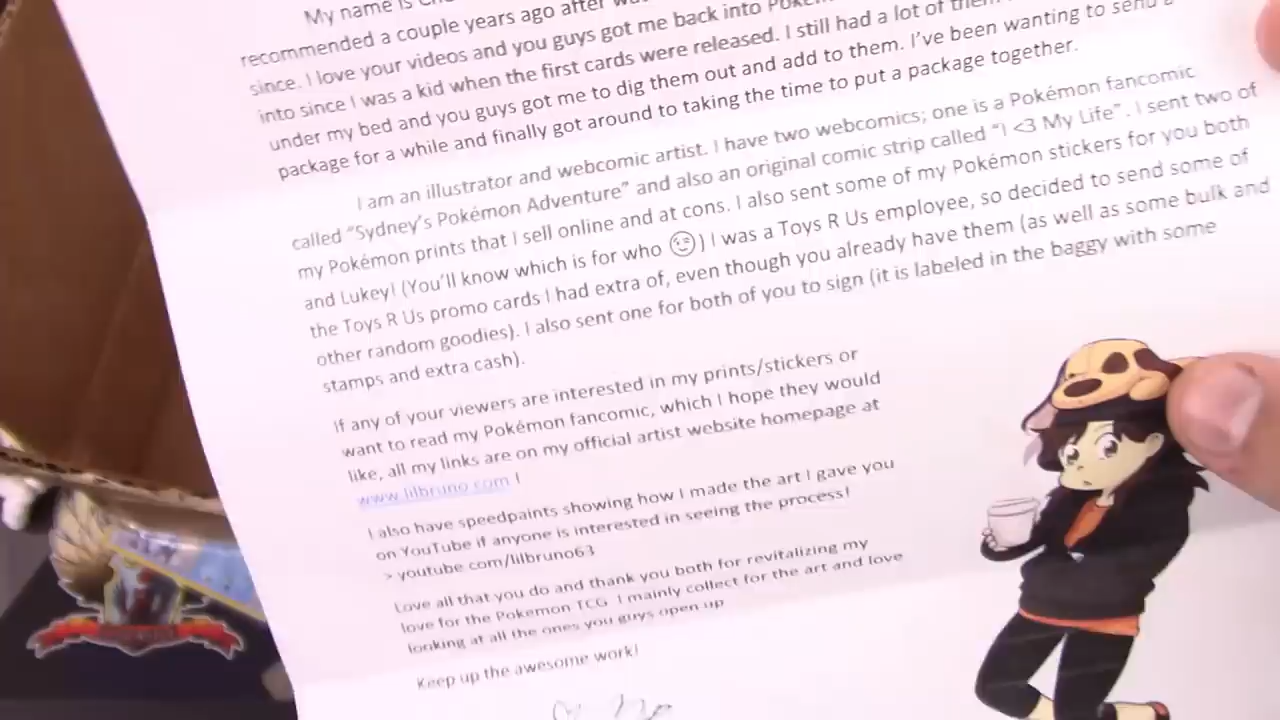 My name is
recommended a couple years ago after
since. I love your videos and you guys got me back into
into since I was a kid when the first cards were released. I still had a lot of them
under my bed and you guys got me to dig them out and add to them. I've been wanting to send a
package for a while and finally got around to taking the time to put a package together.
I am an illustrator and webcomic artist. I have two webcomics; one is a Pokémon fancomic
called "Sydney's Pokémon Adventure" and also an original comic strip called "I <3 My Life". I sent two of
my Pokémon prints that I sell online and at cons. I also sent some of my Pokémon stickers for you both
and Lukey! (You'll know which is for who 😉) I was a Toys R Us employee, so decided to send some of
the Toys R Us promo cards I had extra of, even though you already have them (as well as some bulk and
other random goodies). I also sent one for both of you to sign (it is labeled in the baggy with some
stamps and extra cash).
If any of your viewers are interested in my prints/stickers or
want to read my Pokémon fancomic, which I hope they would
like, all my links are on my official artist website homepage at
www.lilbruno.com !
I also have speedpaints showing how I made the art I gave you
on YouTube if anyone is interested in seeing the process!
> youtube.com/lilbruno63
Love all that you do and thank you both for revitalizing my
love for the Pokemon TCG. I mainly collect for the art and love
looking at all the ones you guys open up
Keep up the awesome work!